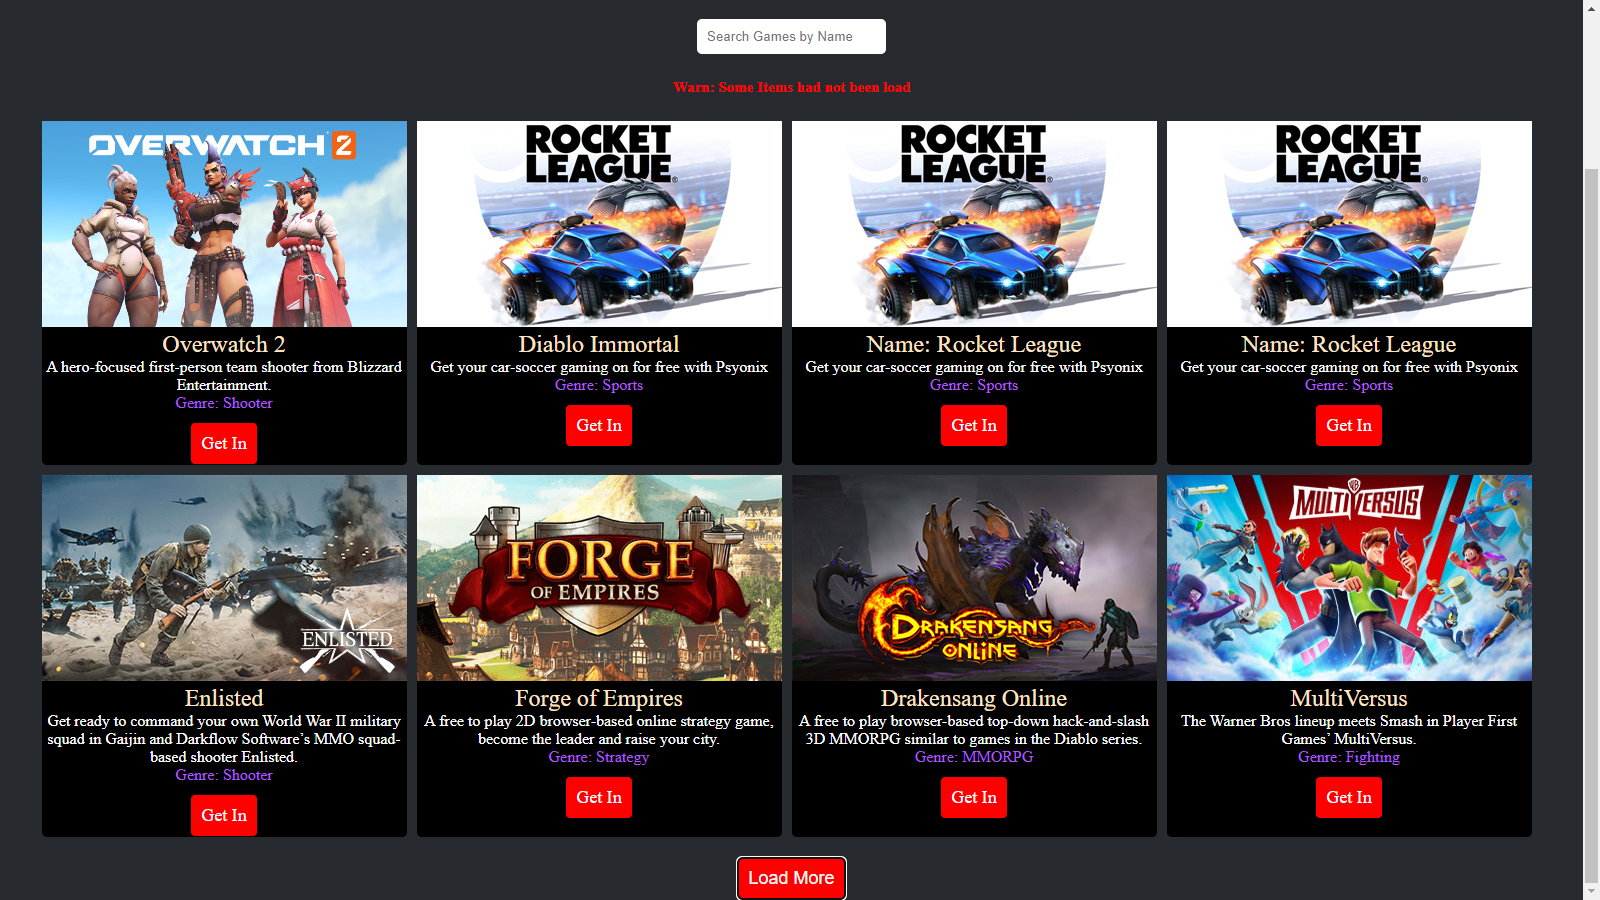 Search Games by Name
Warn: Some Items had not been load
OVERWATCH 2
ROCKET
LEAGUE®
ROCKET
LEAGUE®
ROCKET
LEAGUE®
Overwatch 2
A hero-focused first-person team shooter from Blizzard
Entertainment.
Genre: Shooter
Get In
Diablo Immortal
Get your car-soccer gaming on for free with Psyonix
Genre: Sports
Get In
Name: Rocket League
Get your car-soccer gaming on for free with Psyonix
Genre: Sports
Get In
Name: Rocket League
Get your car-soccer gaming on for free with Psyonix
Genre: Sports
Get In
ENLISTED
FORGE
OF EMPIRES
DRAKENSANG
ONLINE
WB
MULTIVERSUS
Enlisted
Get ready to command your own World War II military
squad in Gaijin and Darkflow Software’s MMO squad-
based shooter Enlisted.
Genre: Shooter
Get In
Forge of Empires
A free to play 2D browser-based online strategy game,
become the leader and raise your city.
Genre: Strategy
Get In
Drakensang Online
A free to play browser-based top-down hack-and-slash
3D MMORPG similar to games in the Diablo series.
Genre: MMORPG
Get In
MultiVersus
The Warner Bros lineup meets Smash in Player First
Games’ MultiVersus.
Genre: Fighting
Get In
Load More